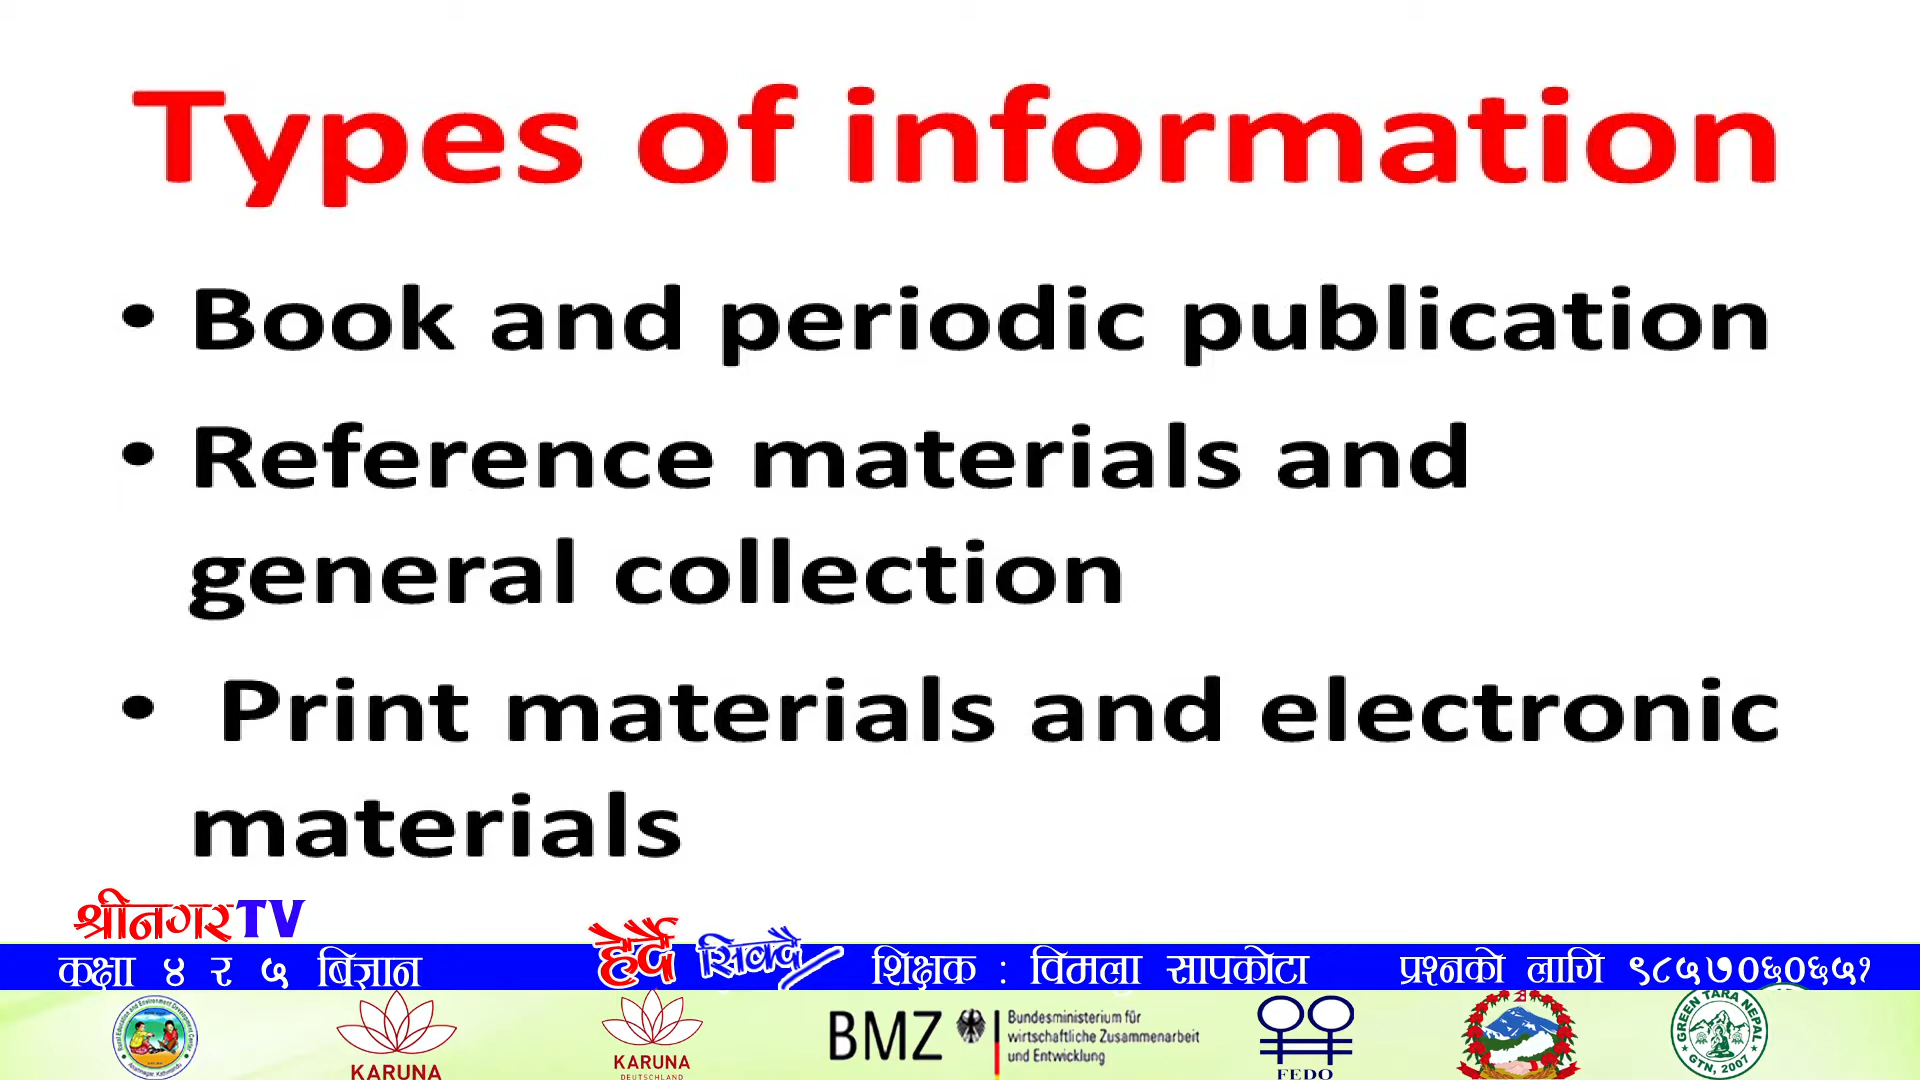 Types of information
• Book and periodic publication
• Reference materials and
general collection
• Print materials and electronic
materials
श्रीनगरTV
कक्षा ४ र ५ बिज्ञान
हेर्दै सिक्दै
शिक्षक : विमला सापकोटा
प्रश्नको लागि ९८५७०६०६५१
KARUNA
KARUNA
DEUTSCHLAND
BMZ
Bundesministerium für
wirtschaftliche Zusammenarbeit
und Entwicklung
FEDO
GREEN TARA NEPAL
GTN, 2007